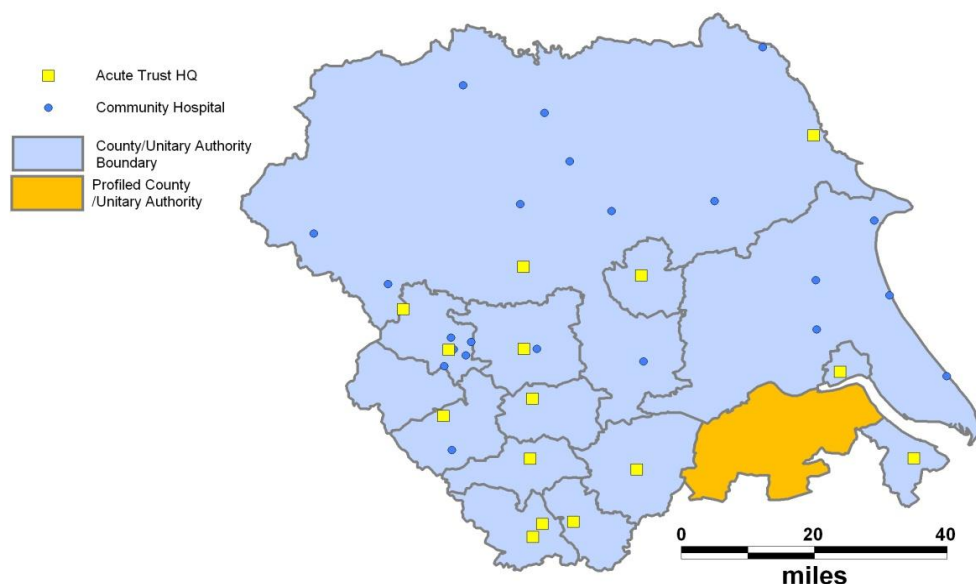 Acute Trust HQ
Community Hospital
County/Unitary Authority
Boundary
Profiled County
/Unitary Authority
0 20 40
miles